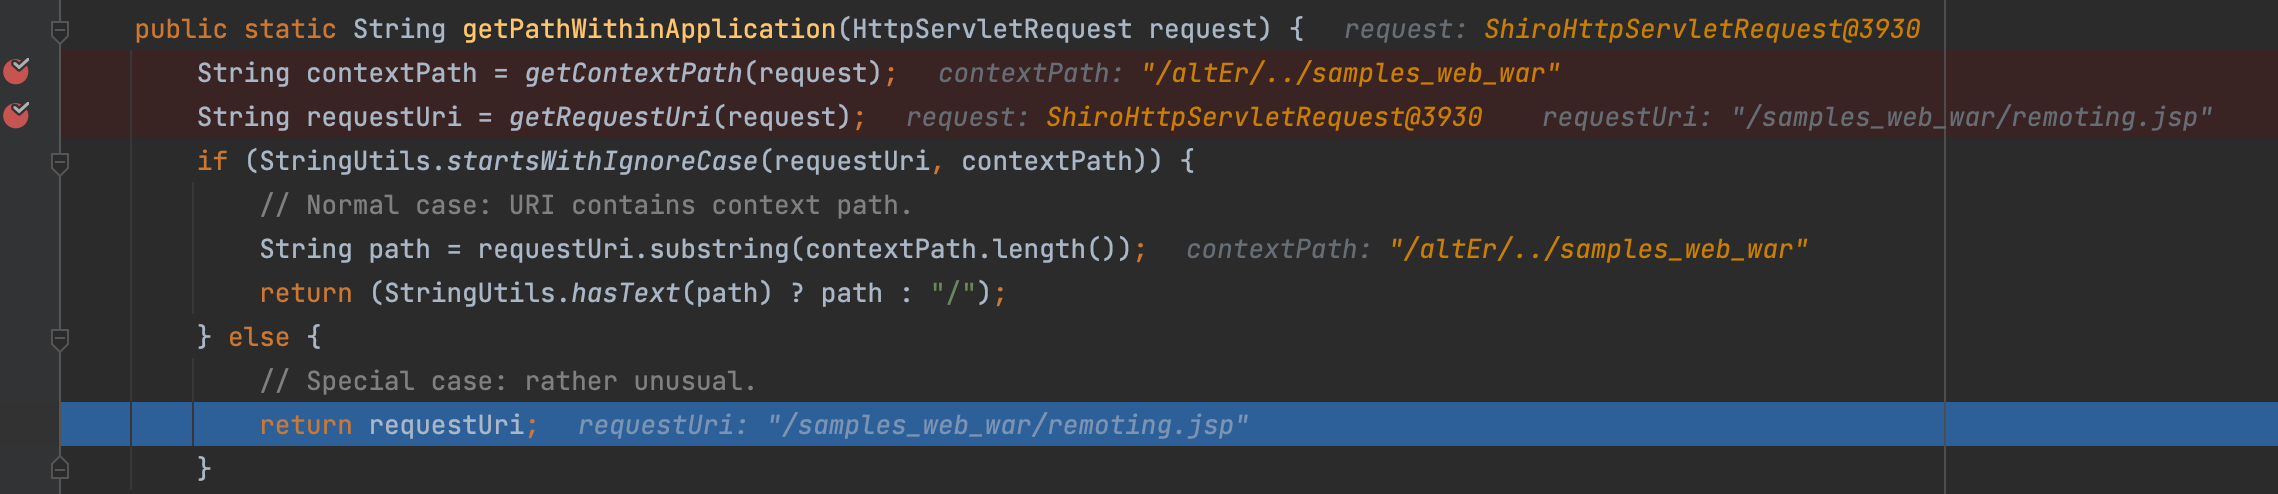 public static String getPathWithinApplication(HttpServletRequest request) { request: ShiroHttpServletRequest@3930
String contextPath = getContextPath(request); contextPath: "/altEr/../samples_web_war"
String requestUri = getRequestUri(request); request: ShiroHttpServletRequest@3930 requestUri: "/samples_web_war/remoting.jsp"
if (StringUtils.startsWithIgnoreCase(requestUri, contextPath)) {
// Normal case: URI contains context path.
String path = requestUri.substring(contextPath.length()); contextPath: "/altEr/../samples_web_war"
return (StringUtils.hasText(path) ? path : "/");
} else {
// Special case: rather unusual.
return requestUri; requestUri: "/samples_web_war/remoting.jsp"
}